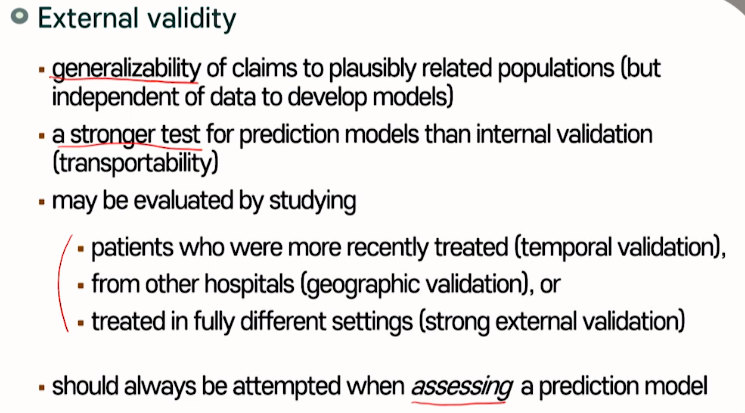 External validity
▪ generalizability of claims to plausibly related populations (but
independent of data to develop models)
▪ a stronger test for prediction models than internal validation
(transportability)
▪ may be evaluated by studying
▪ patients who were more recently treated (temporal validation),
▪ from other hospitals (geographic validation), or
▪ treated in fully different settings (strong external validation)
▪ should always be attempted when assessing a prediction model